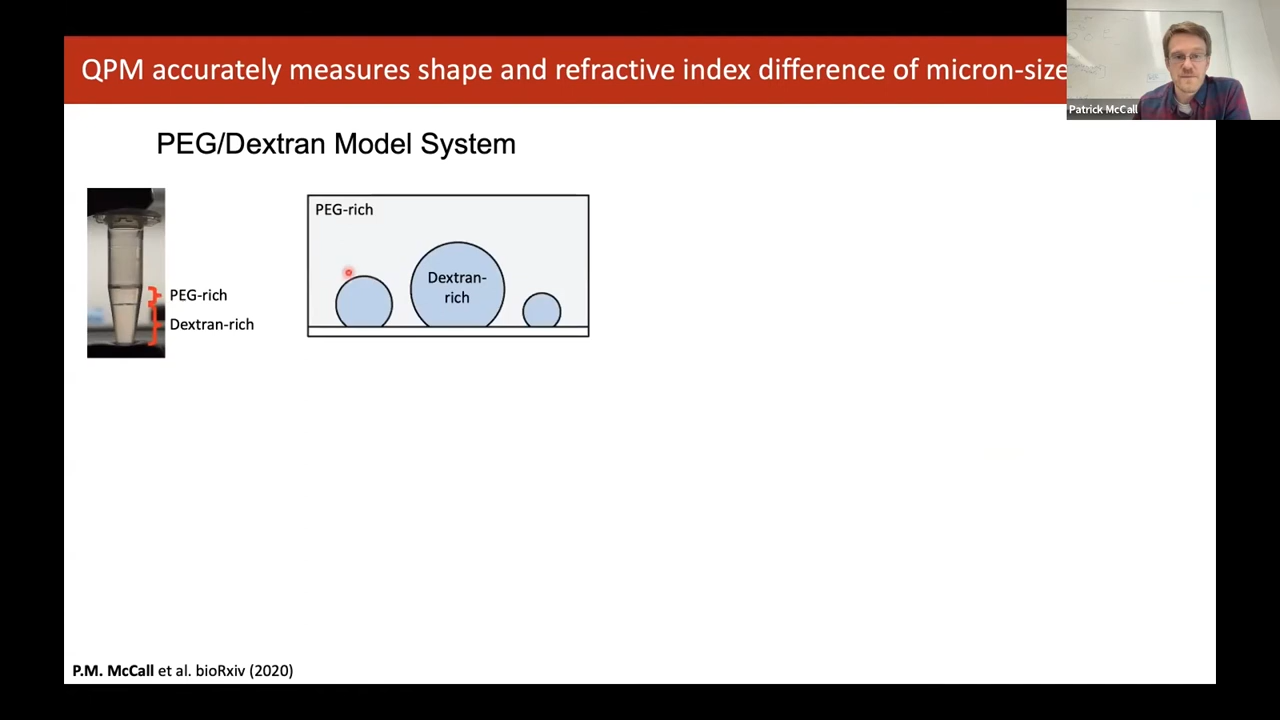 QPM accurately measures shape and refractive index difference of micron-size
Patrick McCall
PEG/Dextran Model System
PEG-rich
Dextran-rich
PEG-rich
Dextran-
rich
P.M. McCall et al. bioRxiv (2020)